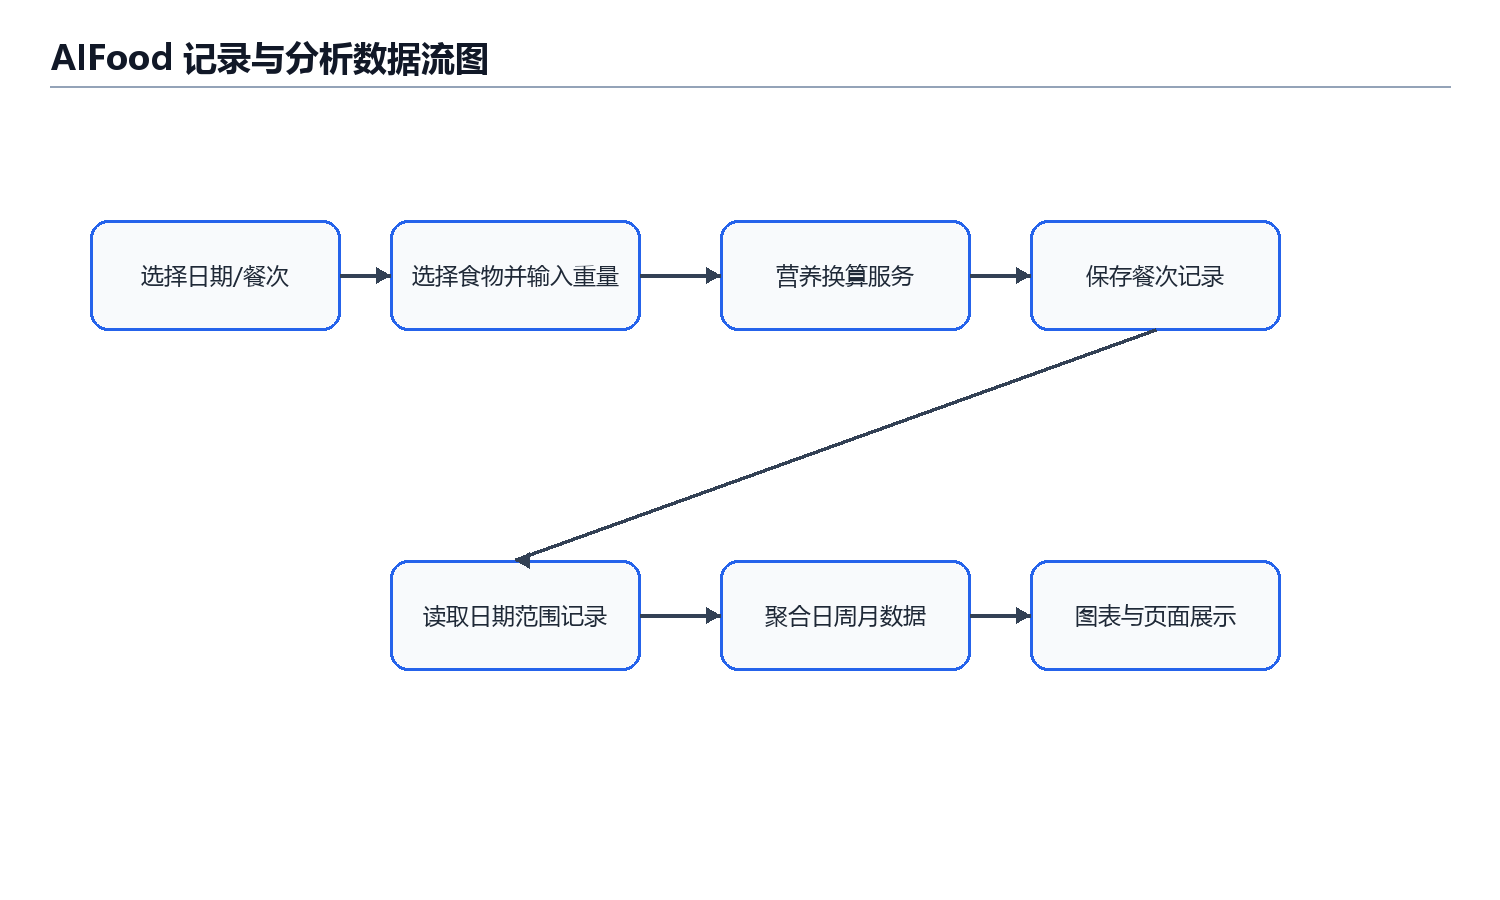 AIFood 记录与分析数据流图
选择日期/餐次
选择食物并输入重量
营养换算服务
保存餐次记录
读取日期范围记录
聚合日周月数据
图表与页面展示